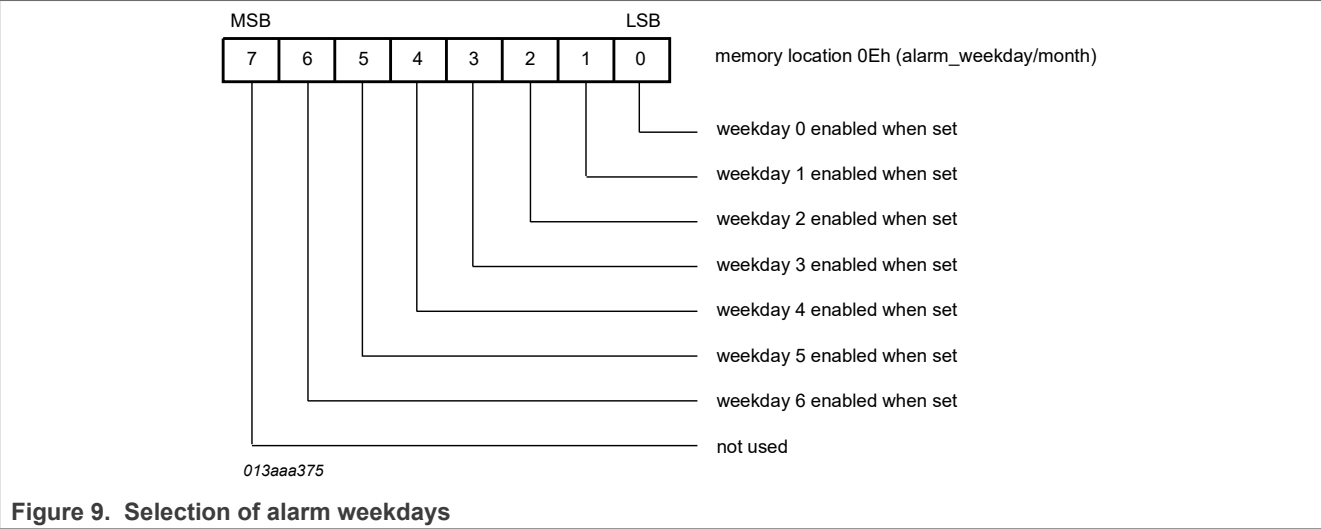 MSB LSB
7 6 5 4 3 2 1 0 memory location 0Eh (alarm_weekday/month)
weekday 0 enabled when set
weekday 1 enabled when set
weekday 2 enabled when set
weekday 3 enabled when set
weekday 4 enabled when set
weekday 5 enabled when set
weekday 6 enabled when set
not used
013aaa375
Figure 9. Selection of alarm weekdays